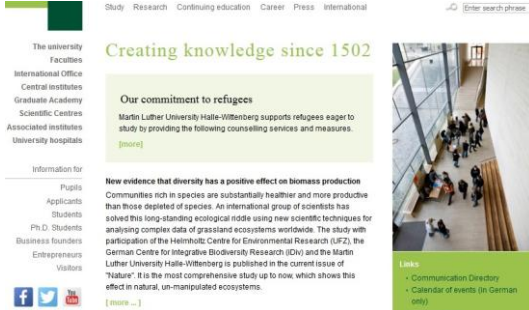 Study Research Continuing education Career Press International
Enter search phrase
The university
Faculties
International Office
Central institutes
Graduate Academy
Scientific Centres
Associated institutes
University hospitals
Information for
Pupils
Applicants
Students
Ph.D. Students
Business founders
Entrepreneurs
Visitors
You
Tube
Creating knowledge since 1502
Our commitment to refugees
Martin Luther University Halle-Wittenberg supports refugees eager to
study by providing the following counselling services and measures.
[more]
New evidence that diversity has a positive effect on biomass production
Communities rich in species are substantially healthier and more productive
than those depleted of species. An international group of scientists has
solved this long-standing ecological riddle using new scientific techniques for
analysing complex data of grassland ecosystems worldwide. The study with
participation of the Helmholtz Centre for Environmental Research (UFZ), the
German Centre for Integrative Biodiversity Research (iDiv) and the Martin
Luther University Halle-Wittenberg is published in the current issue of
"Nature". It is the most comprehensive study up to now, which shows this
effect in natural, un-manipulated ecosystems.
[ more ... ]
Links
Communication Directory
Calendar of events (in German
only)